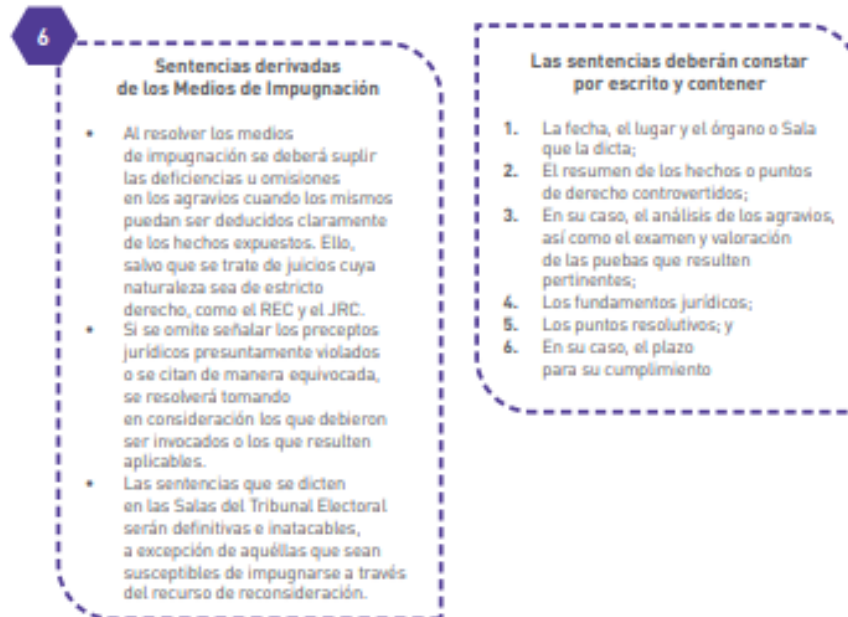 6
Sentencias derivadas
de los Medios de Impugnación
• Al resolver los medios
de impugnación se deberá suplir
las deficiencias u omisiones
en los agravios cuando los mismos
puedan ser deducidos claramente
de los hechos expuestos. Ello,
salvo que se trate de juicios cuya
naturaleza sea de estricto
derecho, como el REC y el JRC.
• Si se omite señalar los preceptos
jurídicos presuntamente violados
o se citan de manera equivocada,
se resolverá tomando
en consideración los que debieron
ser invocados o los que resulten
aplicables.
• Las sentencias que se dicten
en las Salas del Tribunal Electoral
serán definitivas e inatacables,
a excepción de aquéllas que sean
susceptibles de impugnarse a través
del recurso de reconsideración.
Las sentencias deberán constar
por escrito y contener
1. La fecha, el lugar y el órgano o Sala
que la dicta;
2. El resumen de los hechos o puntos
de derecho controvertidos;
3. En su caso, el análisis de los agravios,
así como el examen y valoración
de las puebas que resulten
pertinentes;
4. Los fundamentos jurídicos;
5. Los puntos resolutivos; y
6. En su caso, el plazo
para su cumplimiento